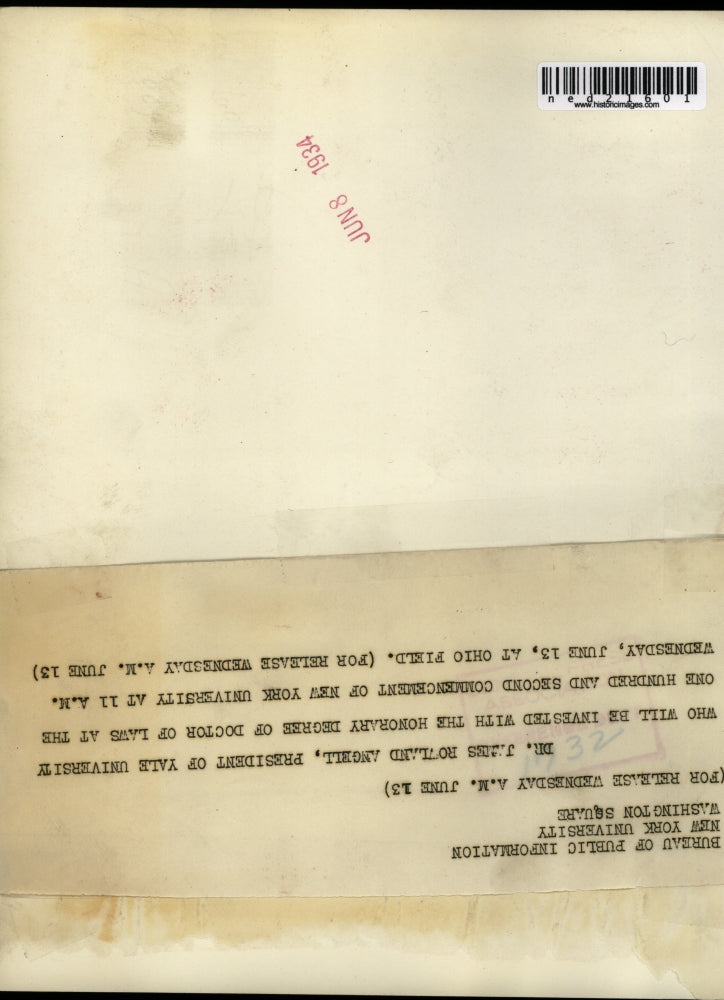 ned21601
www.historicimages.com
JUN 8 1934
BUREAU OF PUBLIC INFORMATION
NEW YORK UNIVERSITY
WASHINGTON SQUARE
(FOR RELEASE WEDNESDAY A.M. JUNE 13)
DR. JAMES ROWLAND ANGELL, PRESIDENT OF YALE UNIVERSITY
WHO WILL BE INVESTED WITH THE HONORARY DEGREE OF DOCTOR OF LAWS AT THE
ONE HUNDRED AND SECOND COMMENCEMENT OF NEW YORK UNIVERSITY AT 11 A.M.
WEDNESDAY, JUNE 13, AT OHIO FIELD. (FOR RELEASE WEDNESDAY A.M. JUNE 13)